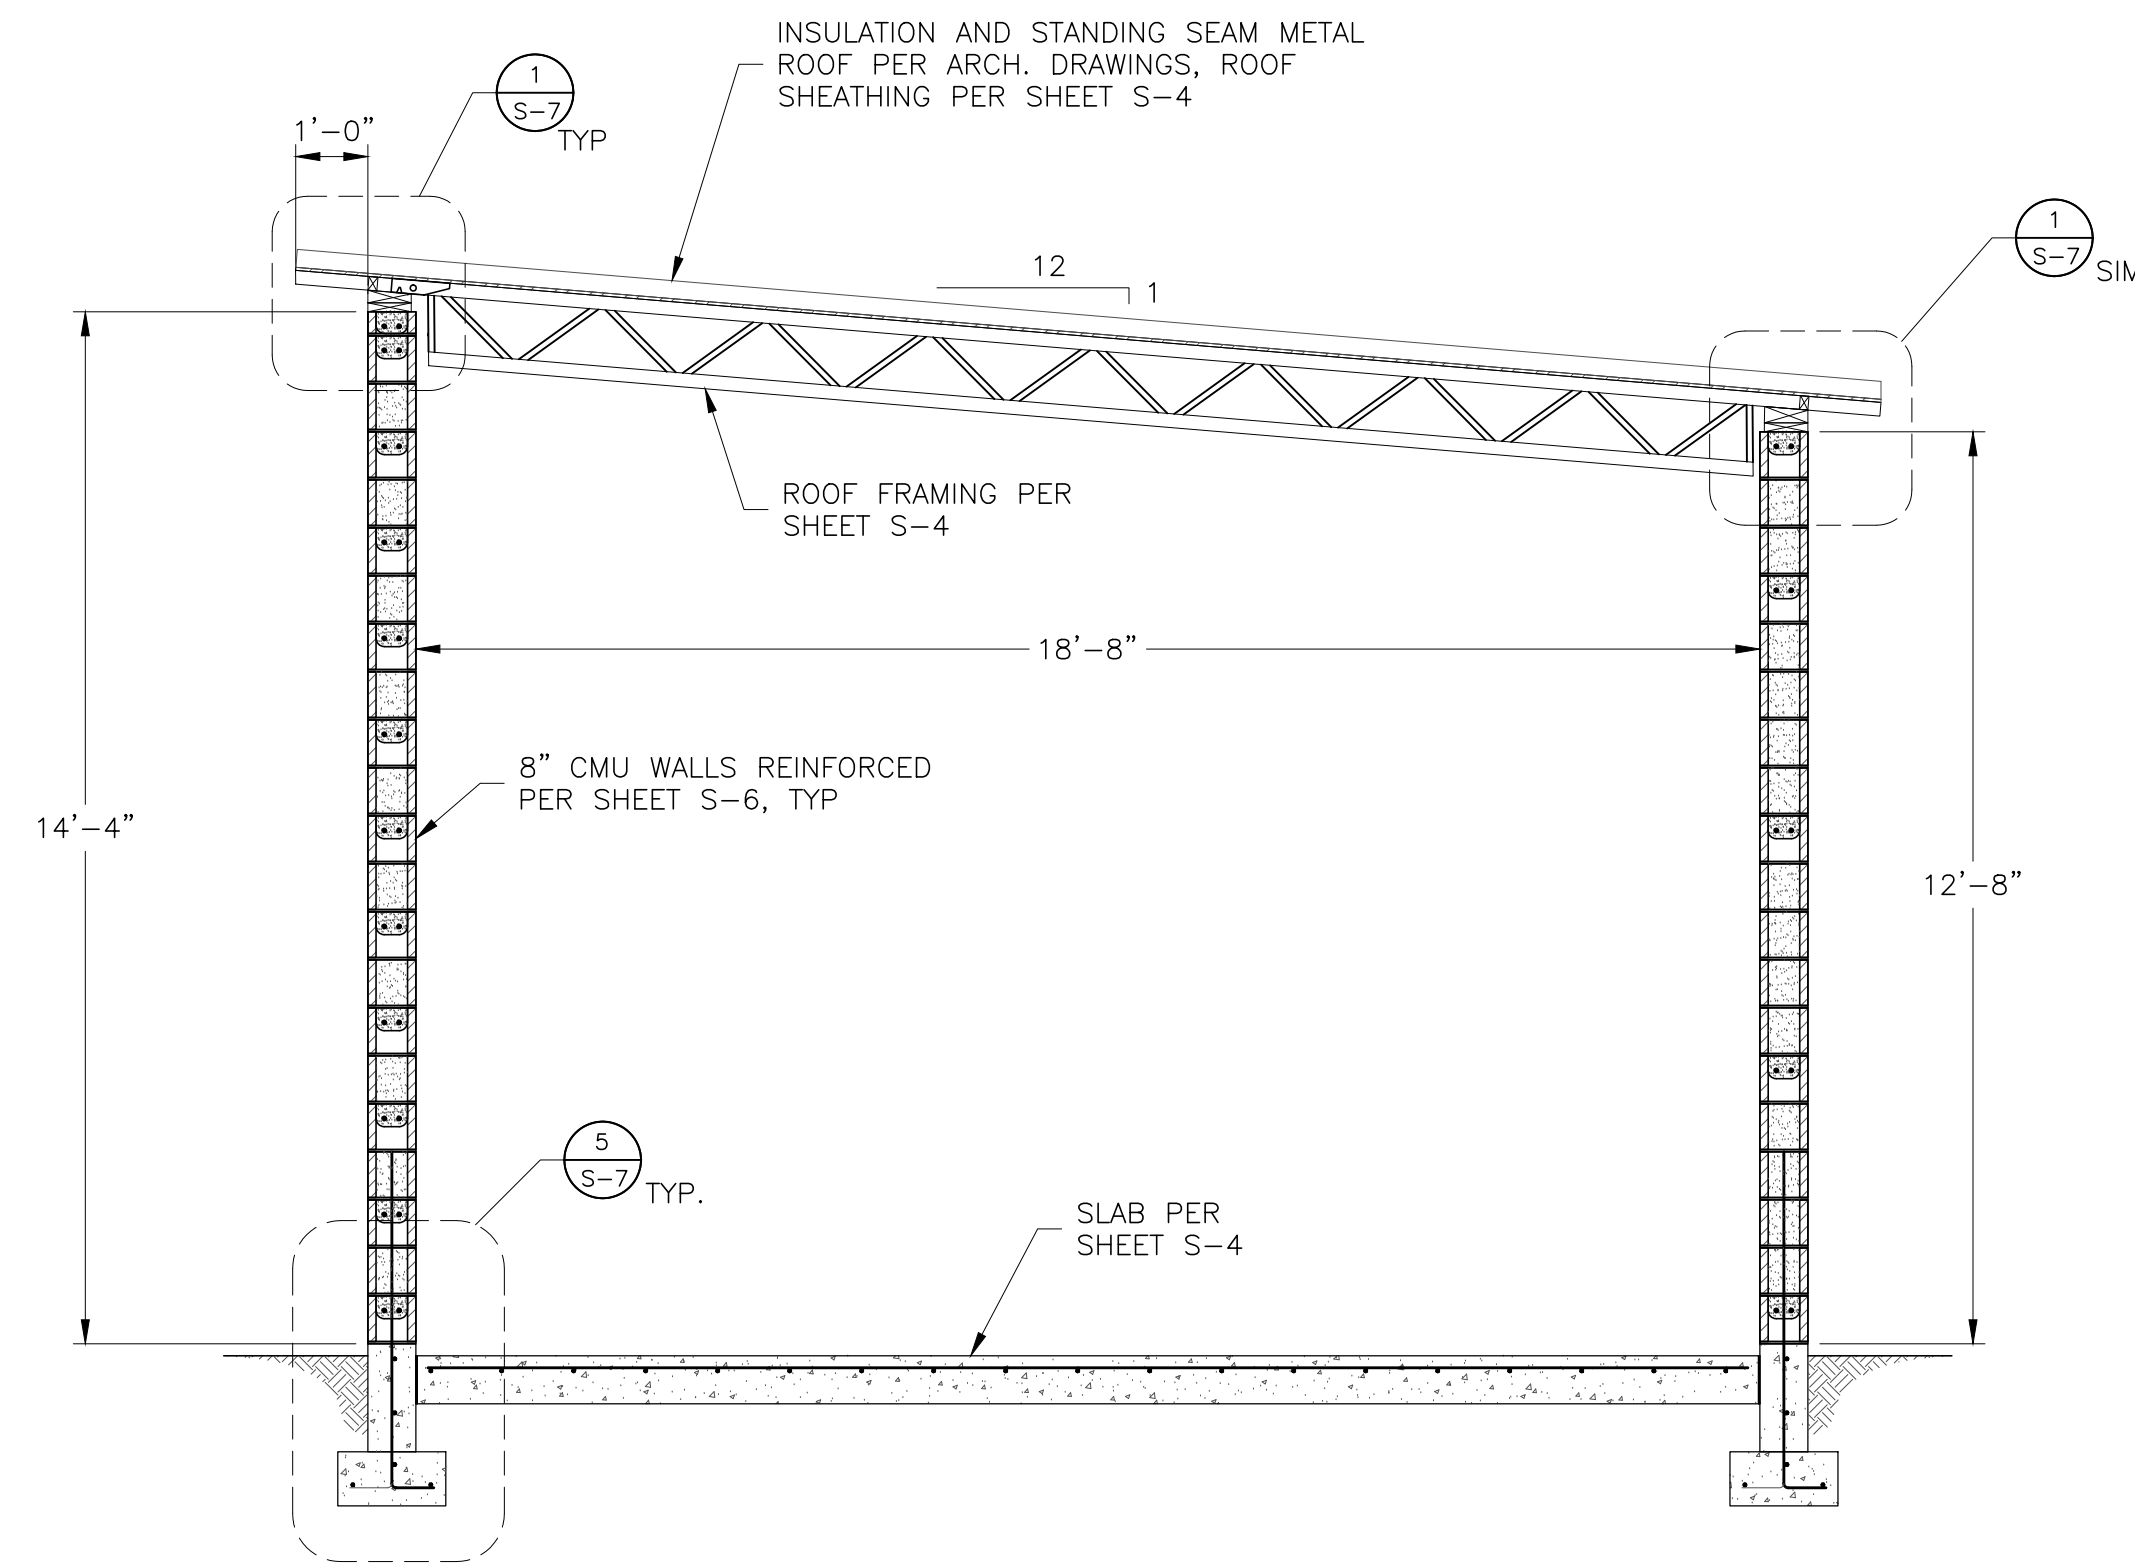 INSULATION AND STANDING SEAM METAL
ROOF PER ARCH. DRAWINGS, ROOF
SHEATHING PER SHEET S-4
1
S-7
TYP
1'-0”
1
S-7
SIM
12
1
ROOF FRAMING PER
SHEET S-4
18'-8”
8” CMU WALLS REINFORCED
PER SHEET S-6, TYP
14'-4”
12'-8”
5
S-7
TYP.
SLAB PER
SHEET S-4